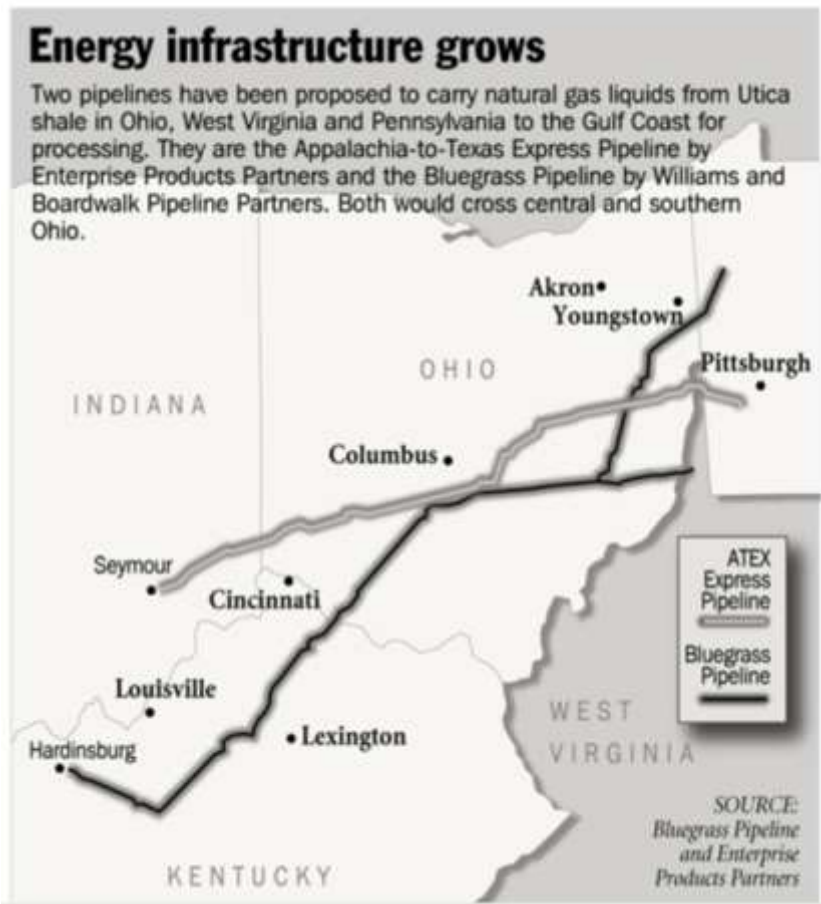 Energy infrastructure grows
Two pipelines have been proposed to carry natural gas liquids from Utica
shale in Ohio, West Virginia and Pennsylvania to the Gulf Coast for
processing. They are the Appalachia-to-Texas Express Pipeline by
Enterprise Products Partners and the Bluegrass Pipeline by Williams and
Boardwalk Pipeline Partners. Both would cross central and southern
Ohio.
Akron
Youngstown
Pittsburgh
OHIO
INDIANA
Columbus
Seymour
Cincinnati
ATEX
Express
Pipeline
Bluegrass
Pipeline
Louisville
Lexington
Hardinsburg
WEST
VIRGINIA
KENTUCKY
SOURCE:
Bluegrass Pipeline
and Enterprise
Products Partners